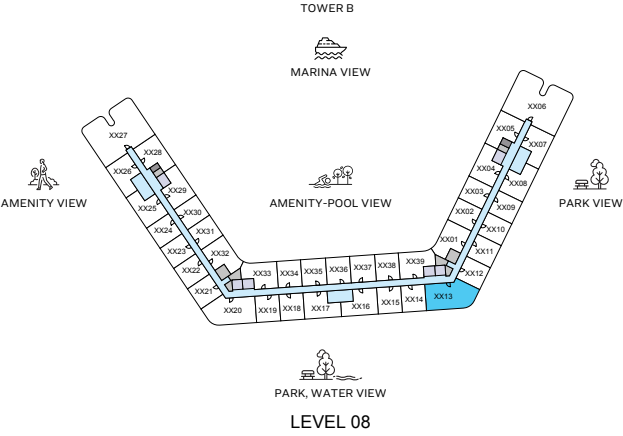 TOWER B
MARINA VIEW
XX06
XX27
XX05
XX07
XX28
XX26
XX04
XX08
XX29
XX03
AMENITY VIEW
AMENITY-POOL VIEW
PARK VIEW
XX25
XX09
XX30
XX02
XX24
XX10
XX31
XX01
XX23
XX11
XX32
XX39
XX38
XX37
XX36
XX35
XX34
XX33
XX22
XX12
XX21
XX13
XX20
XX19
XX18
XX17
XX16
XX15
XX14
PARK, WATER VIEW
LEVEL 08